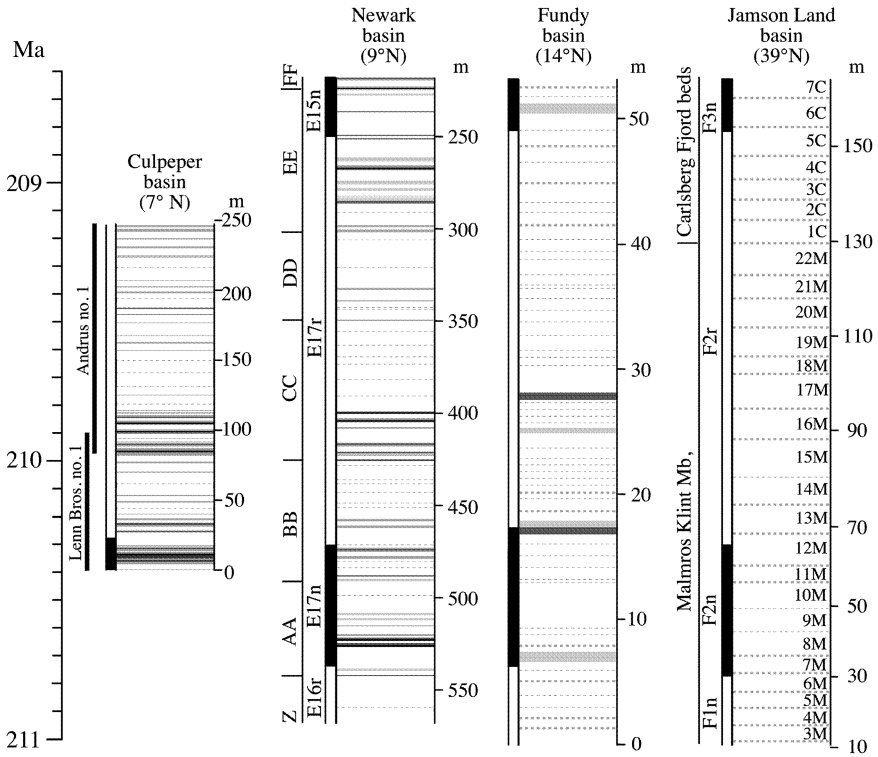 Ma
209
210
211
Culpeper
basin
(7° N)
m
250
200
150
100
50
0
Andrus no. 1
Lenn Bros. no. 1
Newark
basin
(9°N)
m
250
300
350
400
450
500
550
FF
EE
DD
CC
BB
AA
Z
E15n
E17r
E17n
E16r
Fundy
basin
(14°N)
m
50
40
30
20
10
0
Jamson Land
basin
(39°N)
m
150
130
110
90
70
50
30
10
Carlsberg Fjord beds
Malmros Klint Mb,
F3n
F2r
F2n
F1n
7C
6C
5C
4C
3C
2C
1C
22M
21M
20M
19M
18M
17M
16M
15M
14M
13M
12M
11M
10M
9M
8M
7M
6M
5M
4M
3M